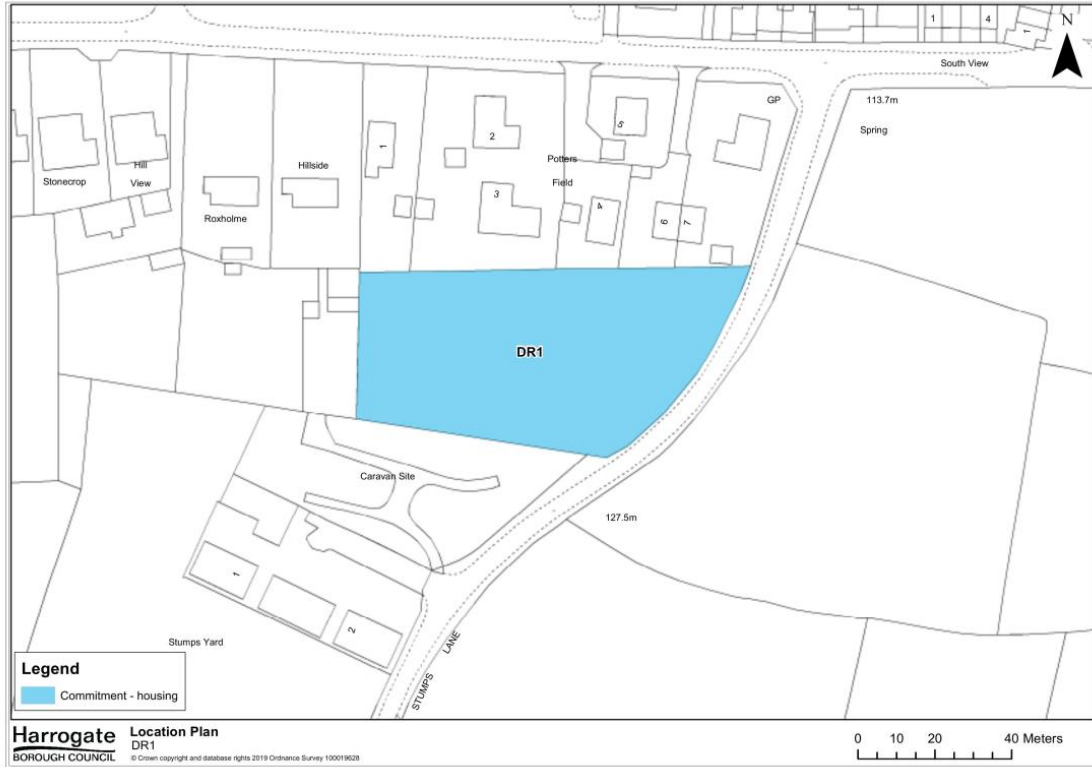 1
4
1
N
South View
GP
113.7m
Spring
2
5
1
Hill
View
Hillside
Potters
Field
Stonecrop
Roxholme
3
4
6
7
DR1
Caravan Site
127.5m
1
2
Stumps Yard
STUMPS LANE
Legend
Commitment - housing
Harrogate
BOROUGH COUNCIL
Location Plan
DR1
© Crown copyright and database rights 2019 Ordnance Survey 100019628
0 10 20 40 Meters